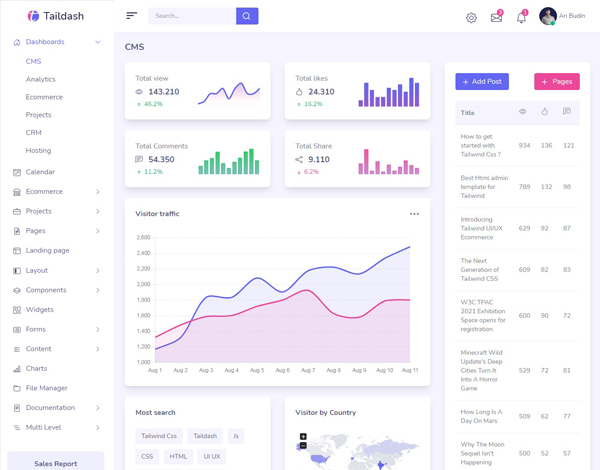 Taildash
Search...
3
1
Ari Budin
Dashboards
CMS
Analytics
Ecommerce
Projects
CRM
Hosting
Calendar
Ecommerce
Projects
Pages
Landing page
Layout
Components
Widgets
Forms
Content
Charts
File Manager
Documentation
Multi Level
Sales Report
CMS
Total view
143.210
46.2%
Total likes
24.310
16.2%
Total Comments
54.350
11.2%
Total Share
9.110
6.2%
Visitor traffic
2,600
2,400
2,200
2,000
1,800
1,600
1,400
1,200
1,000
Aug 1 Aug 2 Aug 3 Aug 4 Aug 5 Aug 6 Aug 7 Aug 8 Aug 9 Aug 10 Aug 11
Most search
Tailwind Css Taildash Js
CSS HTML UI UX
Visitor by Country
+
-
+ Add Post + Pages
Title
How to get
started with
Tailwind Css ?
934 136 121
Best Html admin
template for
Tailwind
789 132 98
Introducing
Tailwind UI/UX
Ecommerce
629 92 87
The Next
Generation of
Tailwind CSS
609 82 83
W3C TPAC
2021 Exhibition
Space opens for
registration
600 90 72
Minecraft Wild
Update's Deep
Cities Turn It
Into A Horror
Game
529 72 81
How Long Is A
Day On Mars
509 62 77
Why The Moon
Sequel Isn't
Happening
500 52 57